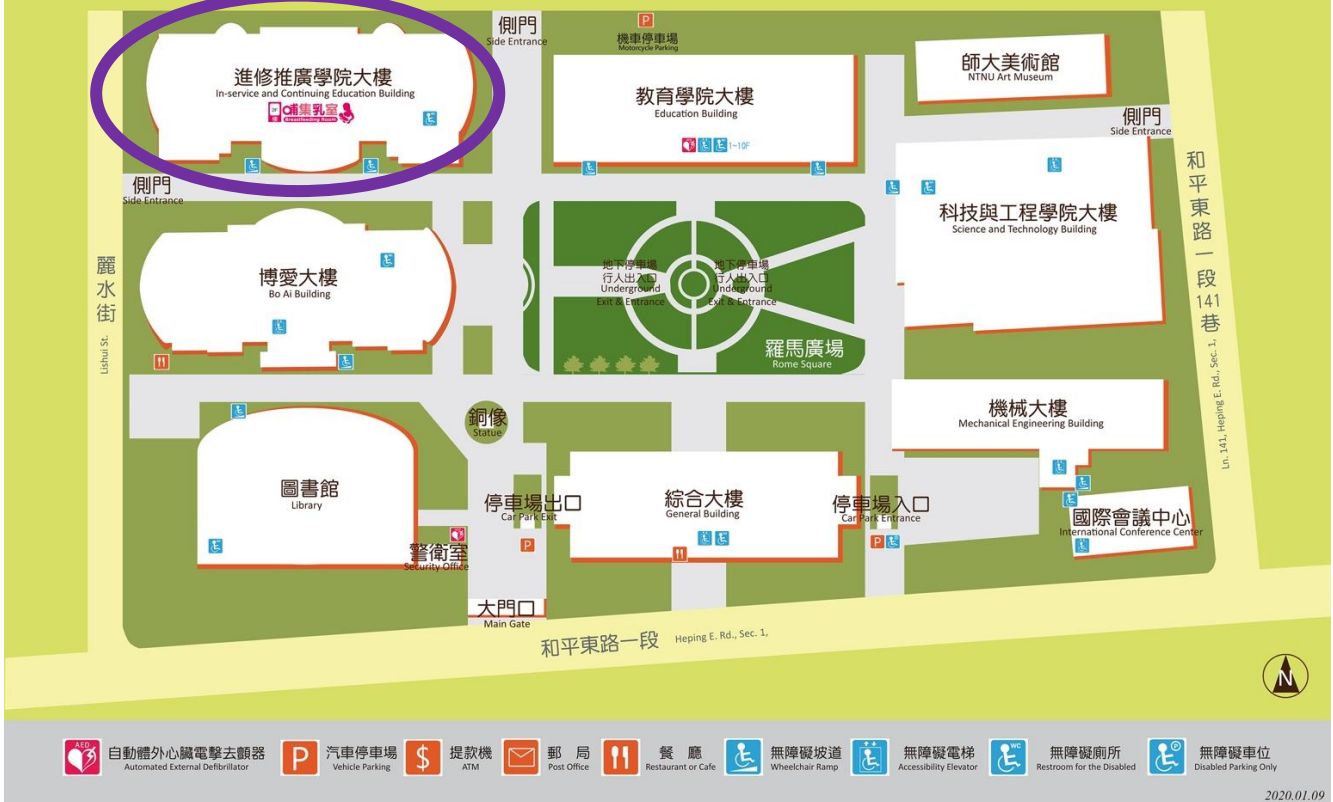 側門
Side Entrance
P
機車停車場
Motorcycle Parking
師大美術館
NTNU Art Museum
進修推廣學院大樓
In-service and Continuing Education Building
哺集乳室
Breastfeeding Room
教育學院大樓
Education Building
1~10F
側門
Side Entrance
側門
Side Entrance
和平東路一段141巷
Ln. 141, Heping E. Rd., Sec. 1,
科技與工程學院大樓
Science and Technology Building
麗水街
Lishui St.
博愛大樓
Bo Ai Building
地下停車場
行人出入口
Underground
Exit & Entrance
地下停車場
行人出入口
Underground
Exit & Entrance
羅馬廣場
Rome Square
銅像
Statue
機械大樓
Mechanical Engineering Building
圖書館
Library
停車場出口
Car Park Exit
P
綜合大樓
General Building
停車場入口
Car Park Entrance
P
國際會議中心
International Conference Center
警衛室
Security Office
大門口
Main Gate
和平東路一段 Heping E. Rd., Sec. 1,
N
AED
自動體外心臟電擊去顫器
Automated External Defibrillator
P
汽車停車場
Vehicle Parking
$
提款機
ATM
郵局
Post Office
餐廳
Restaurant or Cafe
無障礙坡道
Wheelchair Ramp
無障礙電梯
Accessibility Elevator
WC
無障礙廁所
Restroom for the Disabled
P
無障礙車位
Disabled Parking Only
2020.01.09